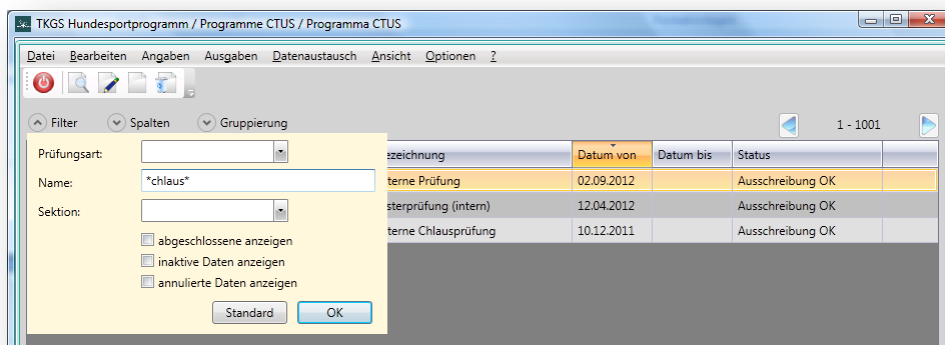 TKGS Hundesportprogramm / Programme CTUS / Programma CTUS
Datei Bearbeiten Angaben Ausgaben Datenaustausch Ansicht Optionen ?
Filter Spalten Gruppierung 1 - 1001
Prüfungsart:
Name: *chlaus*
Sektion:
abgeschlossene anzeigen
inaktive Daten anzeigen
annulierte Daten anzeigen
Standard OK
ezeichnung Datum von Datum bis Status
terne Prüfung 02.09.2012 Ausschreibung OK
sterprüfung (intern) 12.04.2012 Ausschreibung OK
terne Chlausprüfung 10.12.2011 Ausschreibung OK